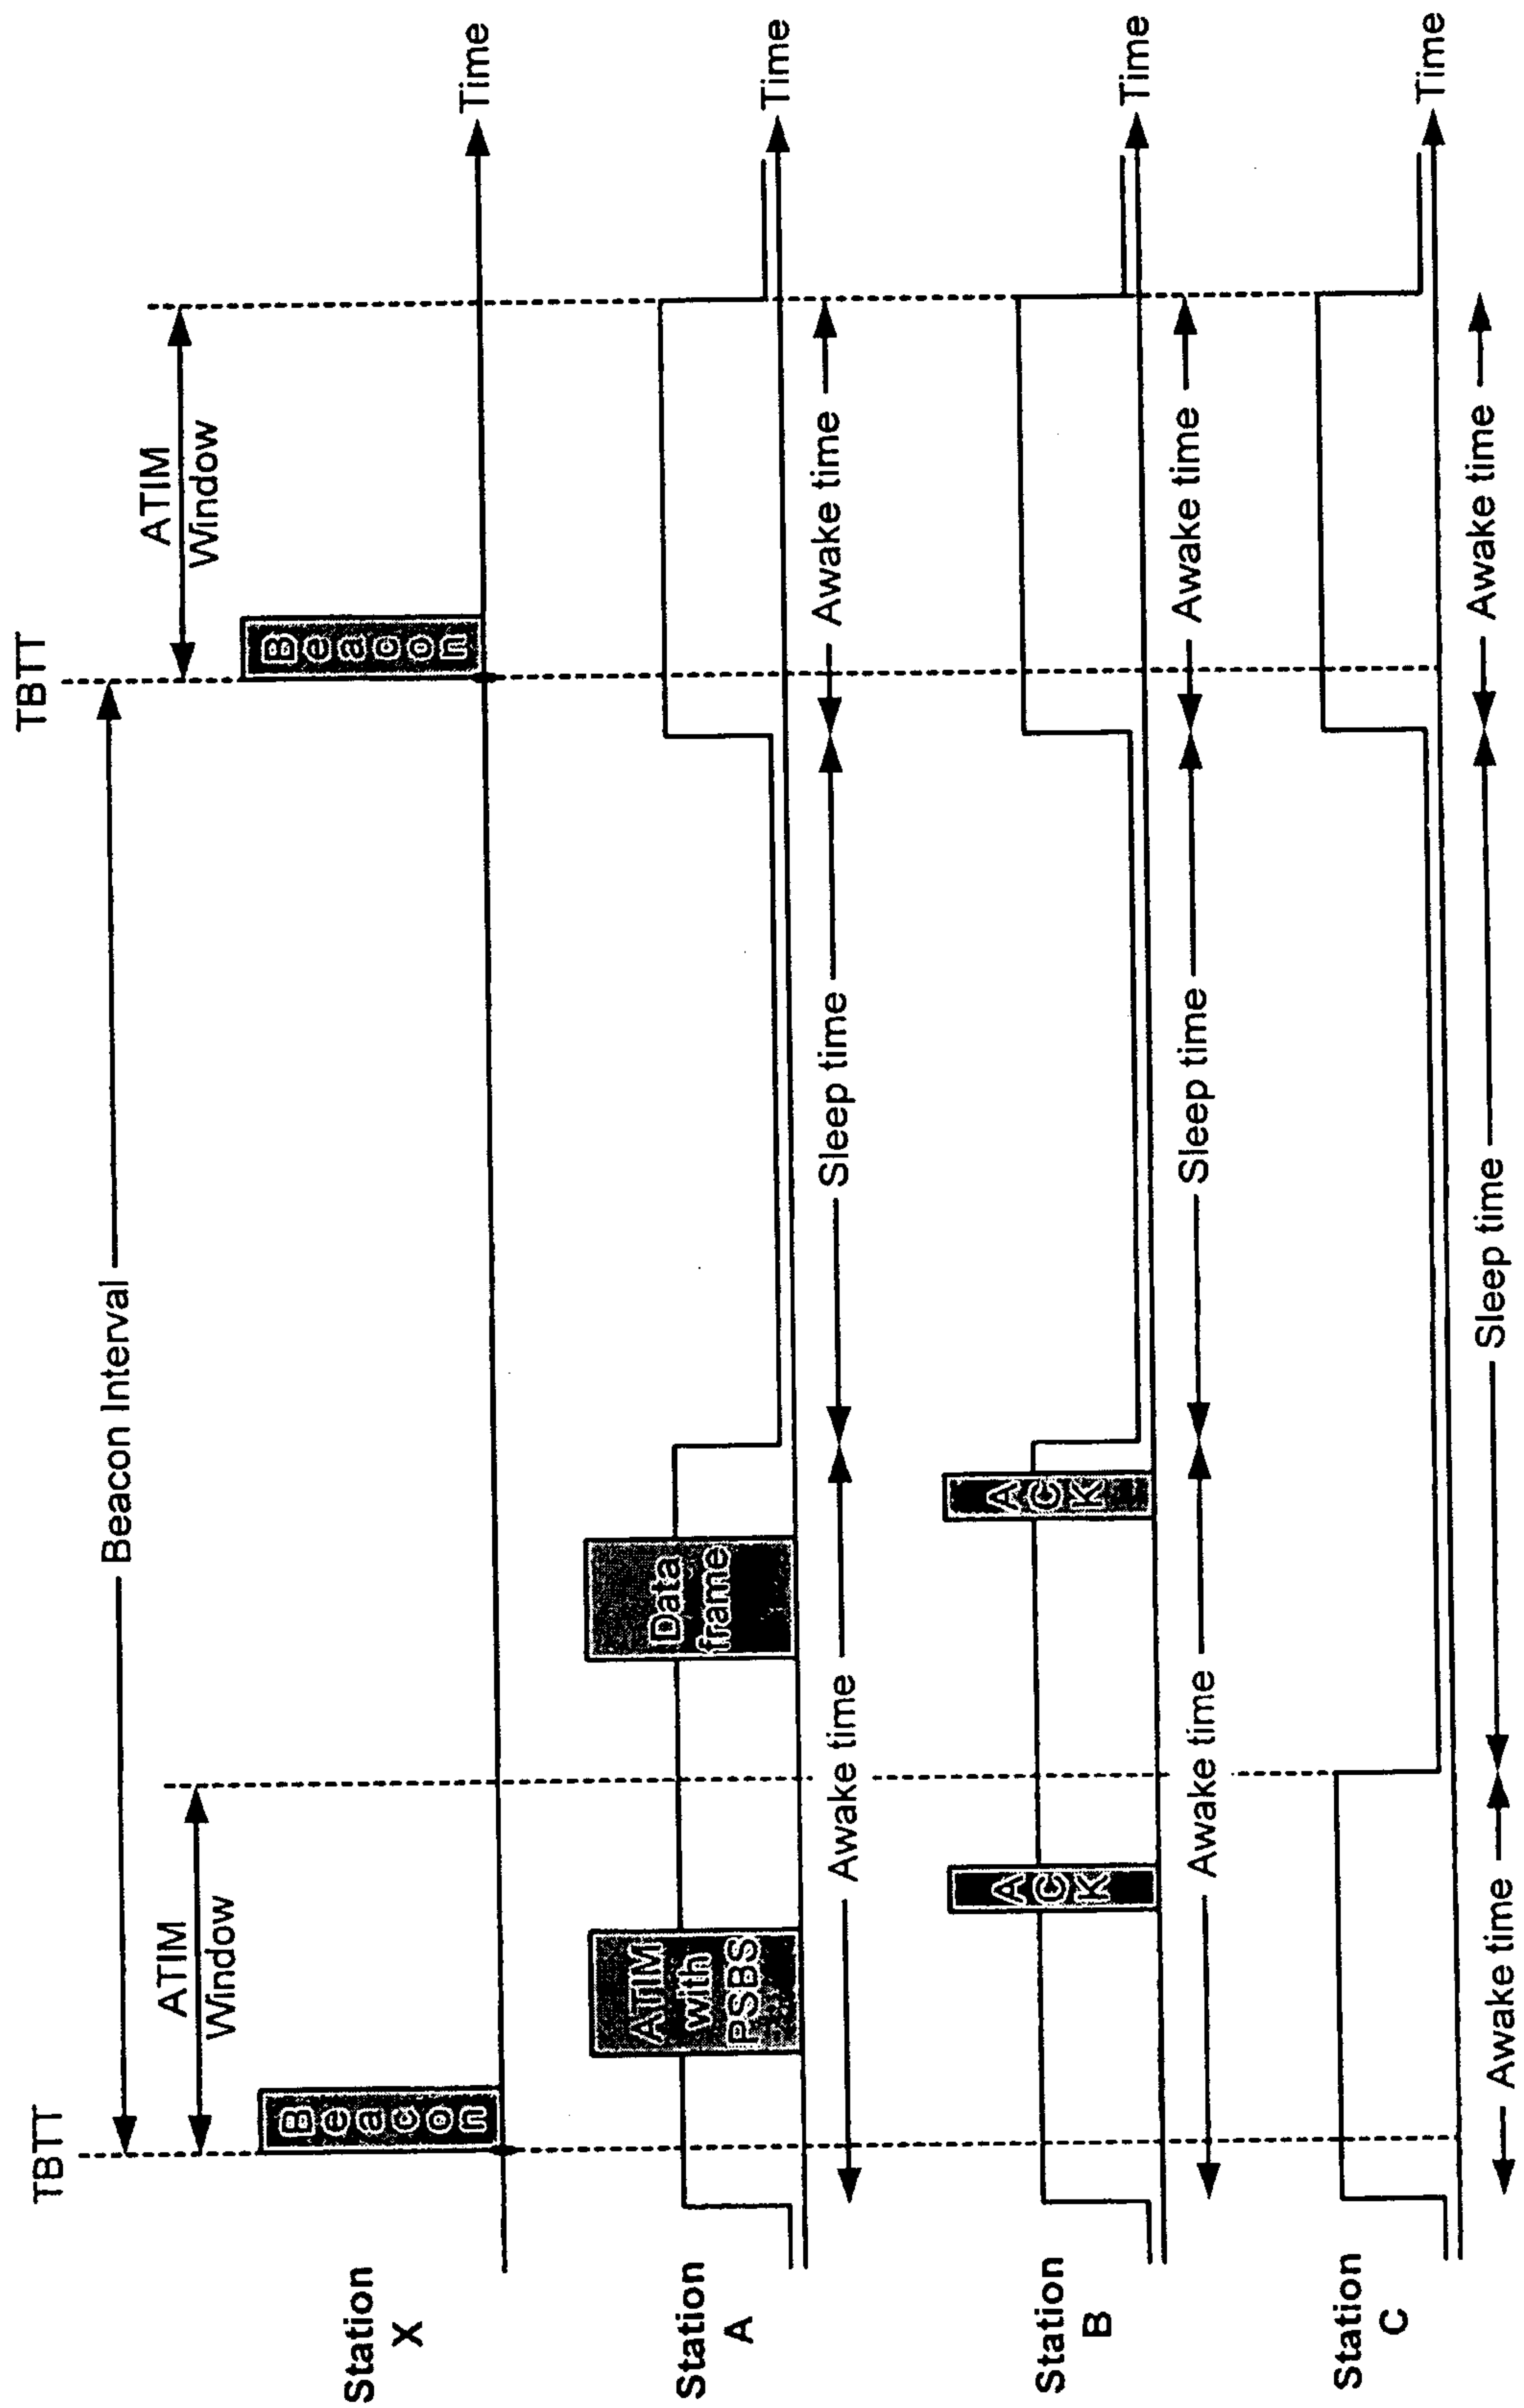 TBTT
TBTT
Beacon Interval
ATIM
Window
ATIM
Window
Station
X
Beacon
Beacon
Time
Station
A
ATIM
with
PSBS
Data
frame
Time
Awake time
Sleep time
Awake time
Station
B
ACK
ACK
Time
Awake time
Sleep time
Awake time
Station
C
Time
Awake time
Sleep time
Awake time